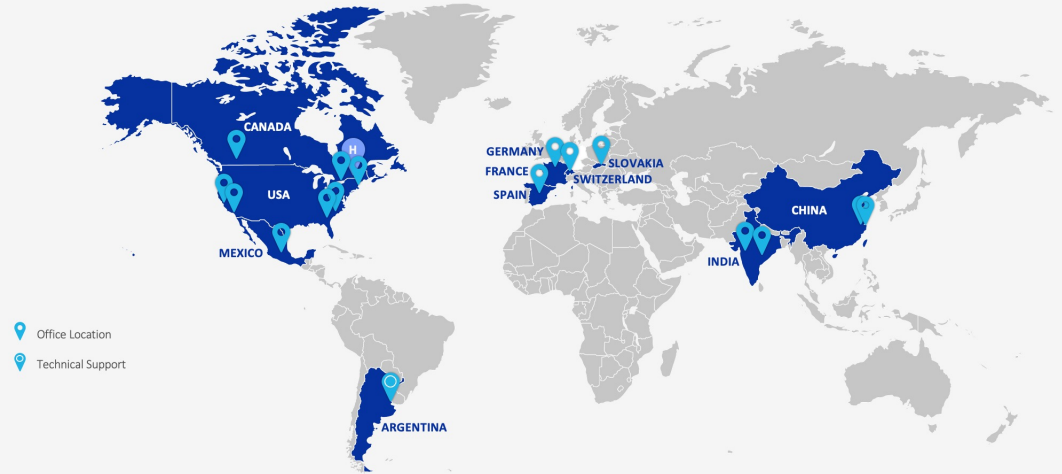 CANADA
H
GERMANY
SLOVAKIA
FRANCE
SWITZERLAND
USA
SPAIN
CHINA
MEXICO
INDIA
Office Location
Technical Support
ARGENTINA